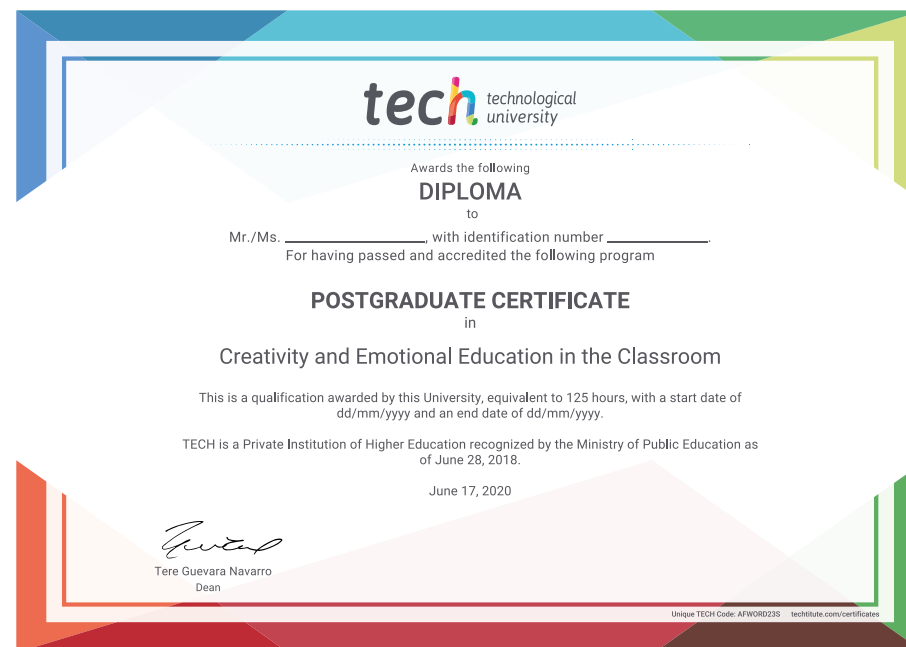 tech technological
university
Awards the following
DIPLOMA
to
Mr./Ms. ____________________, with identification number ______________.
For having passed and accredited the following program
POSTGRADUATE CERTIFICATE
in
Creativity and Emotional Education in the Classroom
This is a qualification awarded by this University, equivalent to 125 hours, with a start date of
dd/mm/yyyy and an end date of dd/mm/yyyy.
TECH is a Private Institution of Higher Education recognized by the Ministry of Public Education as
of June 28, 2018.
June 17, 2020
Tere Guevara Navarro
Dean
Unique TECH Code: AFWORD23S techtitute.com/certificates